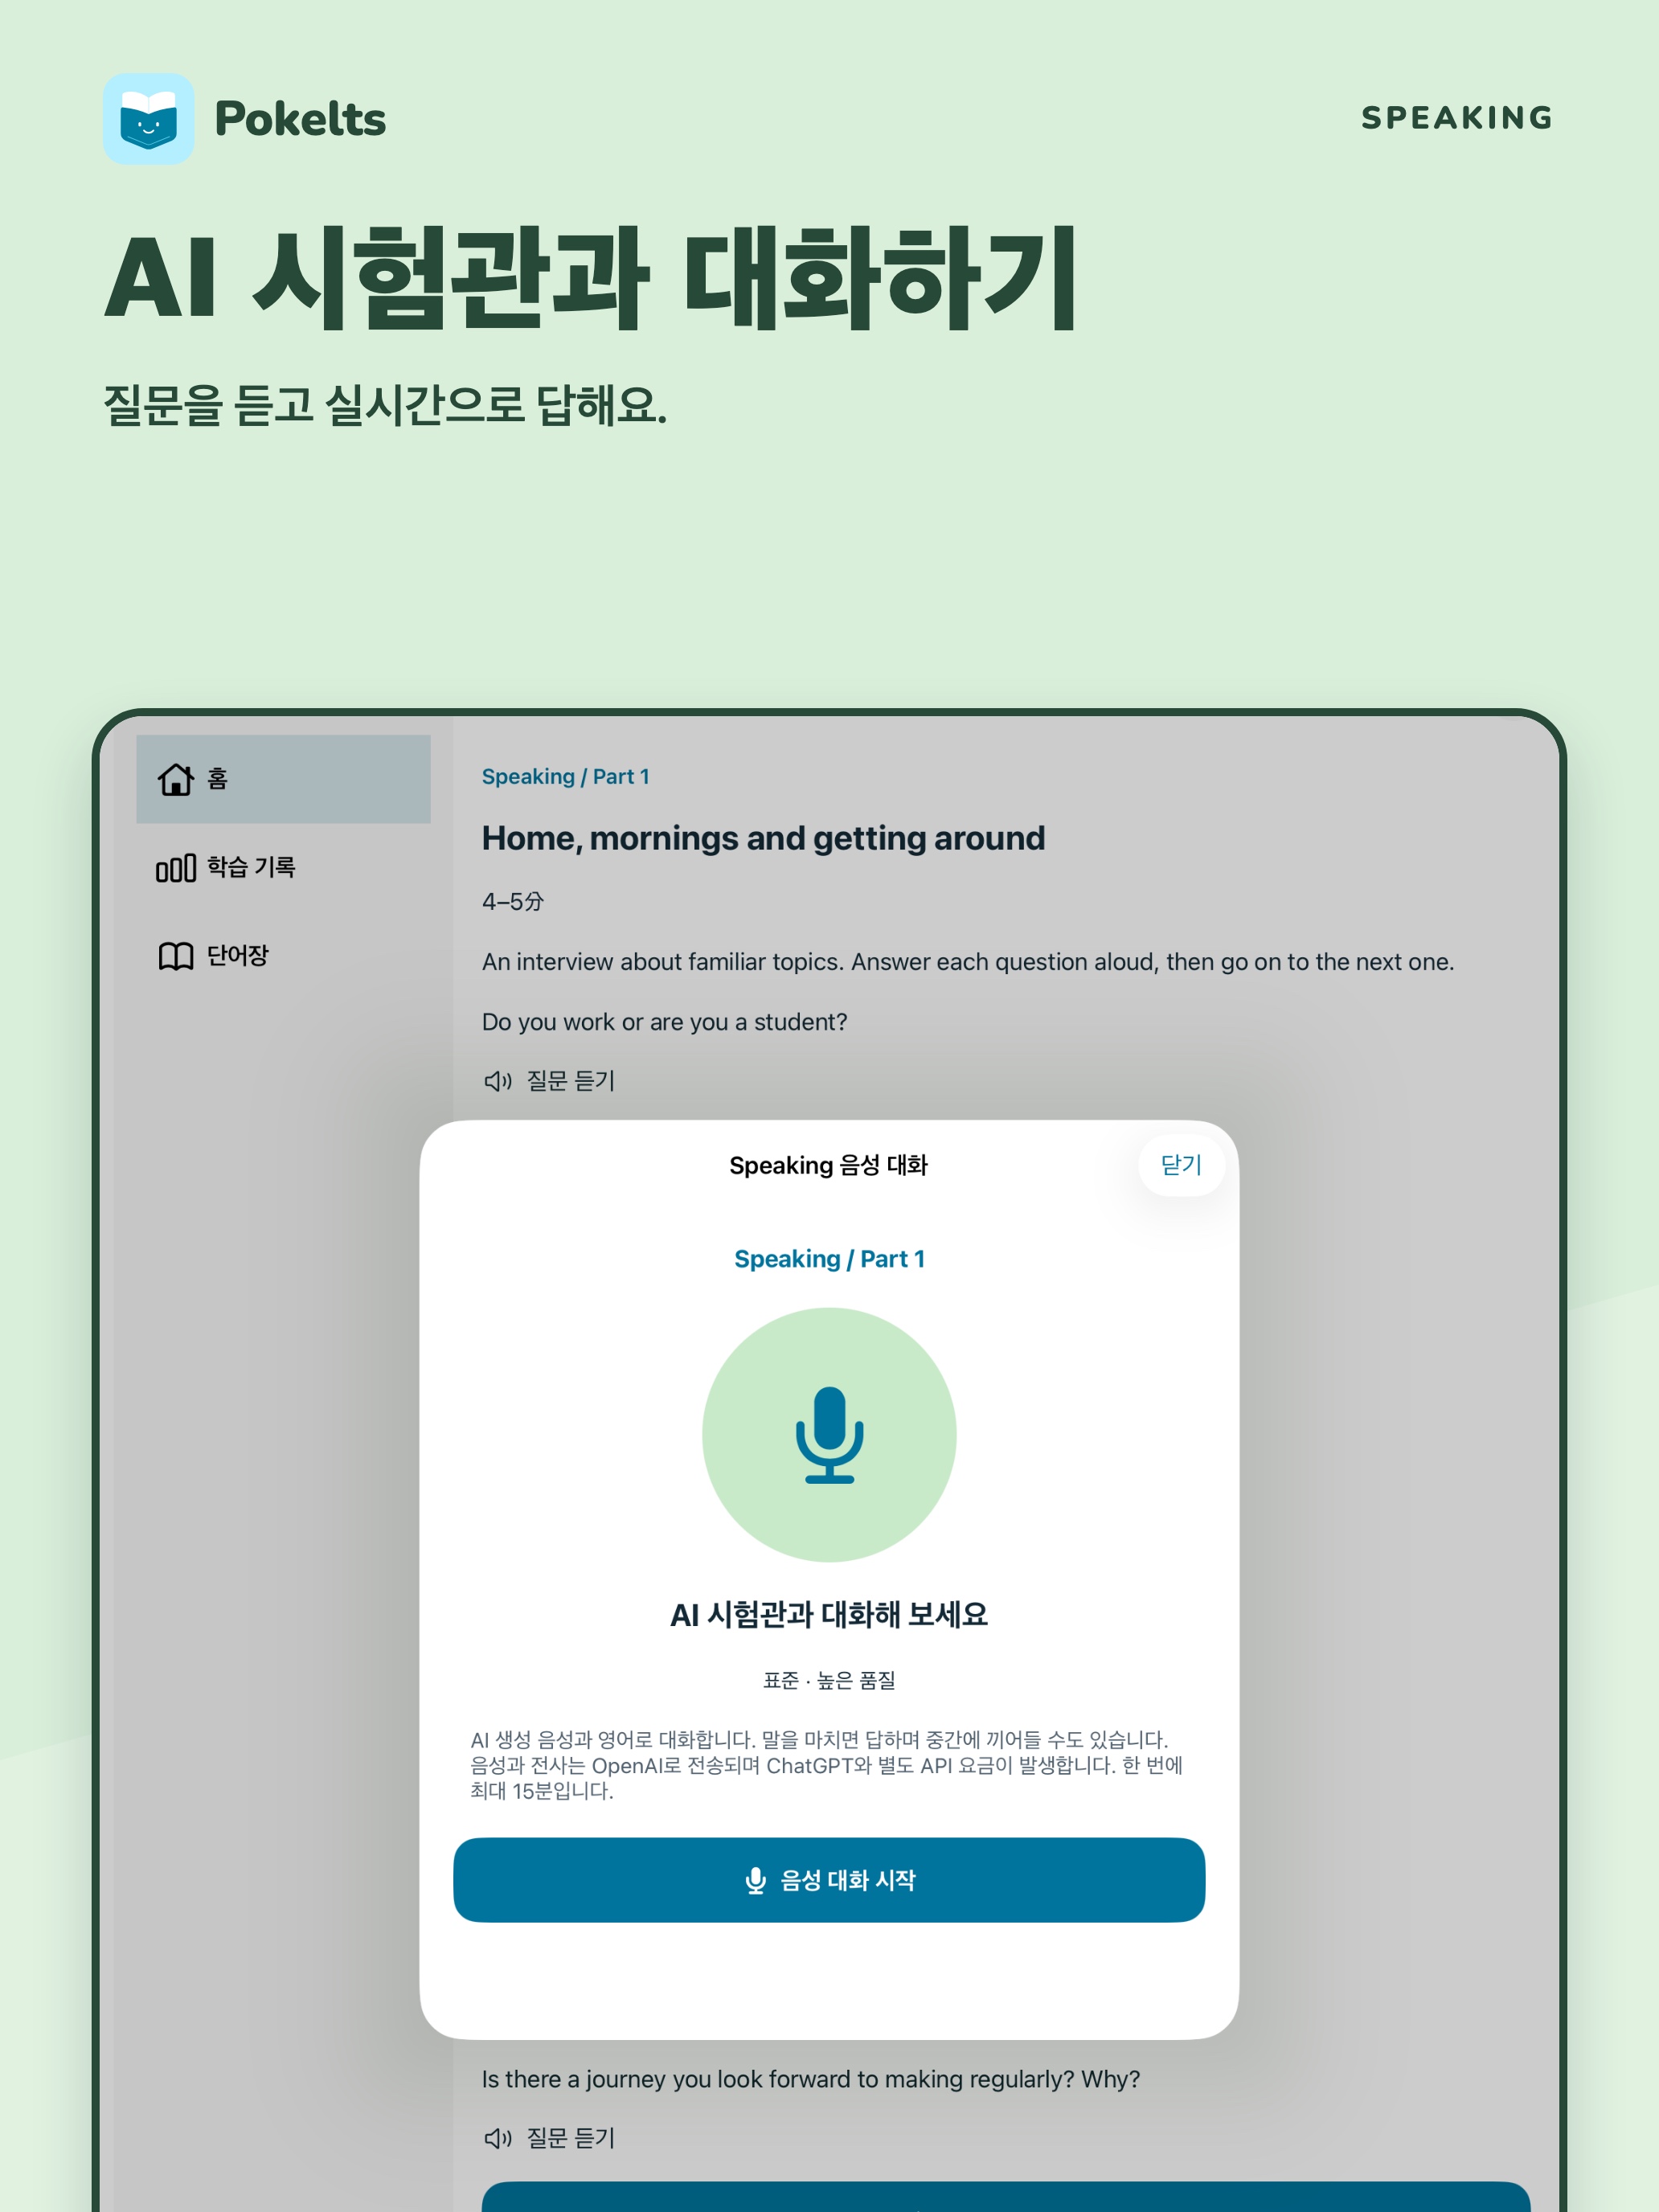 Pokelts
SPEAKING
AI 시험관과 대화하기
질문을 듣고 실시간으로 답해요.
홈
학습 기록
단어장
Speaking / Part 1
Home, mornings and getting around
4–5分
An interview about familiar topics. Answer each question aloud, then go on to the next one.
Do you work or are you a student?
질문 듣기
Speaking 음성 대화
닫기
Speaking / Part 1
AI 시험관과 대화해 보세요
표준 · 높은 품질
AI 생성 음성과 영어로 대화합니다. 말을 마치면 답하며 중간에 끼어들 수도 있습니다.
음성과 전사는 OpenAI로 전송되며 ChatGPT와 별도 API 요금이 발생합니다. 한 번에
최대 15분입니다.
음성 대화 시작
Is there a journey you look forward to making regularly? Why?
질문 듣기